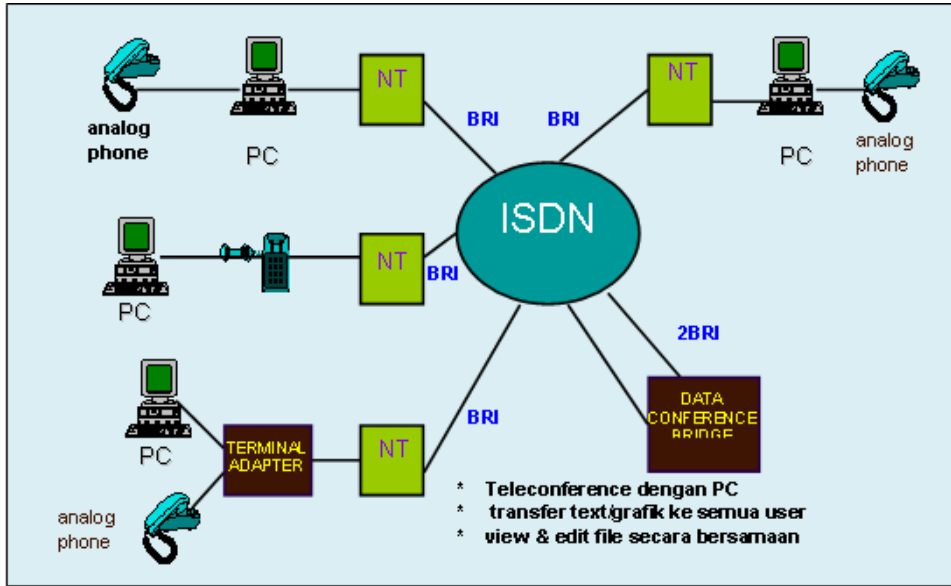 NT
NT
analog
phone
PC
BRI
BRI
PC
analog
phone
ISDN
NT
BRI
PC
2BRI
DATA
CONFERENCE
BRIDGE
BRI
PC
TERMINAL
ADAPTER
NT
analog
phone
* Teleconference dengan PC
* transfer text/grafik ke semua user
* view & edit file secara bersamaan